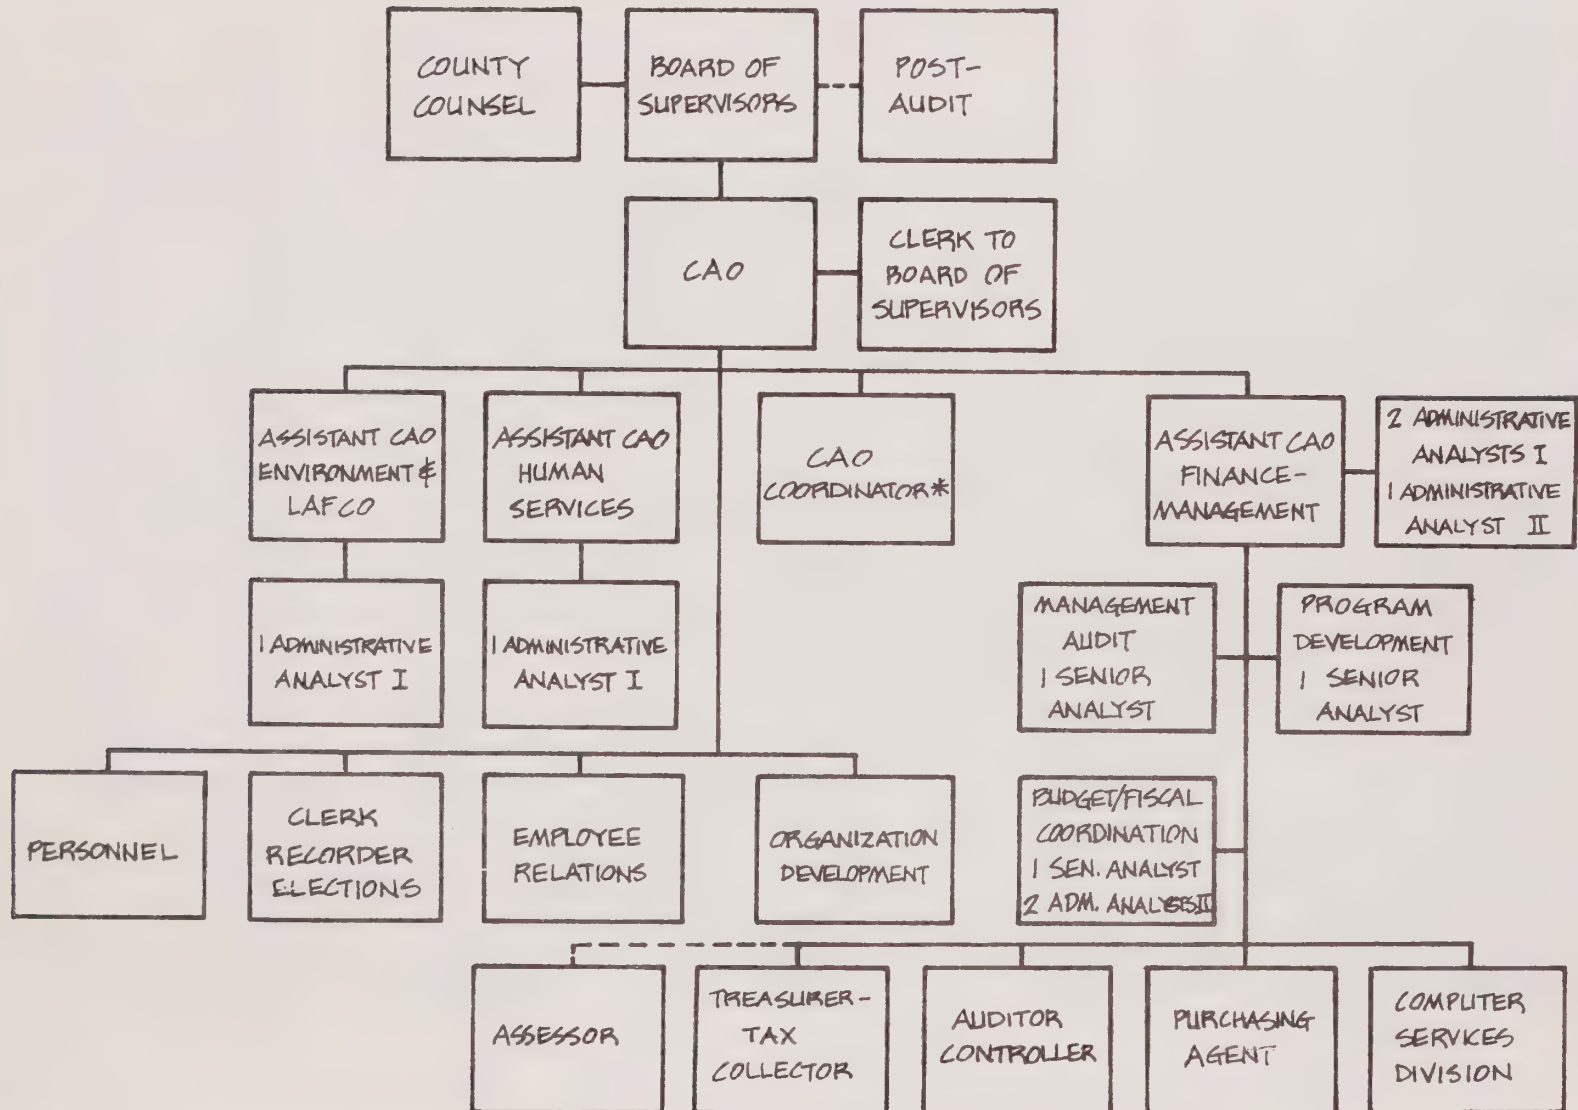 COUNTY
COUNSEL
BOARD OF
SUPERVISORS
POST-
AUDIT
CAO
CLERK TO
BOARD OF
SUPERVISORS
ASSISTANT CAO
ENVIRONMENT &
LAFCO
ASSISTANT CAO
HUMAN
SERVICES
CAO
COORDINATOR*
ASSISTANT CAO
FINANCE-
MANAGEMENT
2 ADMINISTRATIVE
ANALYSTS I
1 ADMINISTRATIVE
ANALYST II
1 ADMINISTRATIVE
ANALYST I
1 ADMINISTRATIVE
ANALYST I
MANAGEMENT
AUDIT
1 SENIOR
ANALYST
PROGRAM
DEVELOPMENT
1 SENIOR
ANALYST
PERSONNEL
CLERK
RECORDER
ELECTIONS
EMPLOYEE
RELATIONS
ORGANIZATION
DEVELOPMENT
BUDGET/FISCAL
COORDINATION
1 SEN. ANALYST
2 ADM. ANALYSTS II
ASSESSOR
TREASURER-
TAX
COLLECTOR
AUDITOR
CONTROLLER
PURCHASING
AGENT
COMPUTER
SERVICES
DIVISION